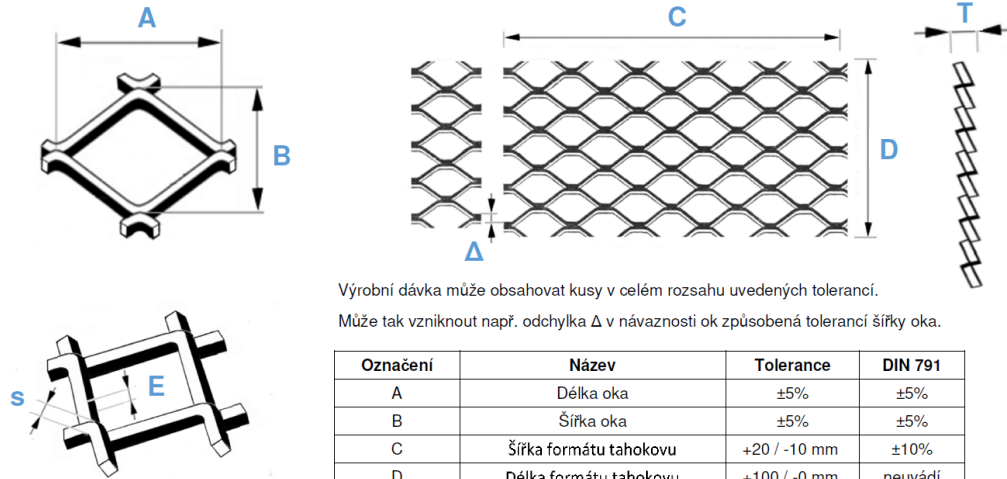 A
B
C
D
T
Δ
s
E
Výrobní dávka může obsahovat kusy v celém rozsahu uvedených tolerancí.
Může tak vzniknout např. odchylka Δ v návaznosti ok způsobená tolerancí šířky oka.
Označení Název Tolerance DIN 791
A Délka oka ±5% ±5%
B Šířka oka ±5% ±5%
C Šířka formátu tahokovu +20 / -10 mm ±10%
D Délka formátu tahokovu +100 / -0 mm neuvádí